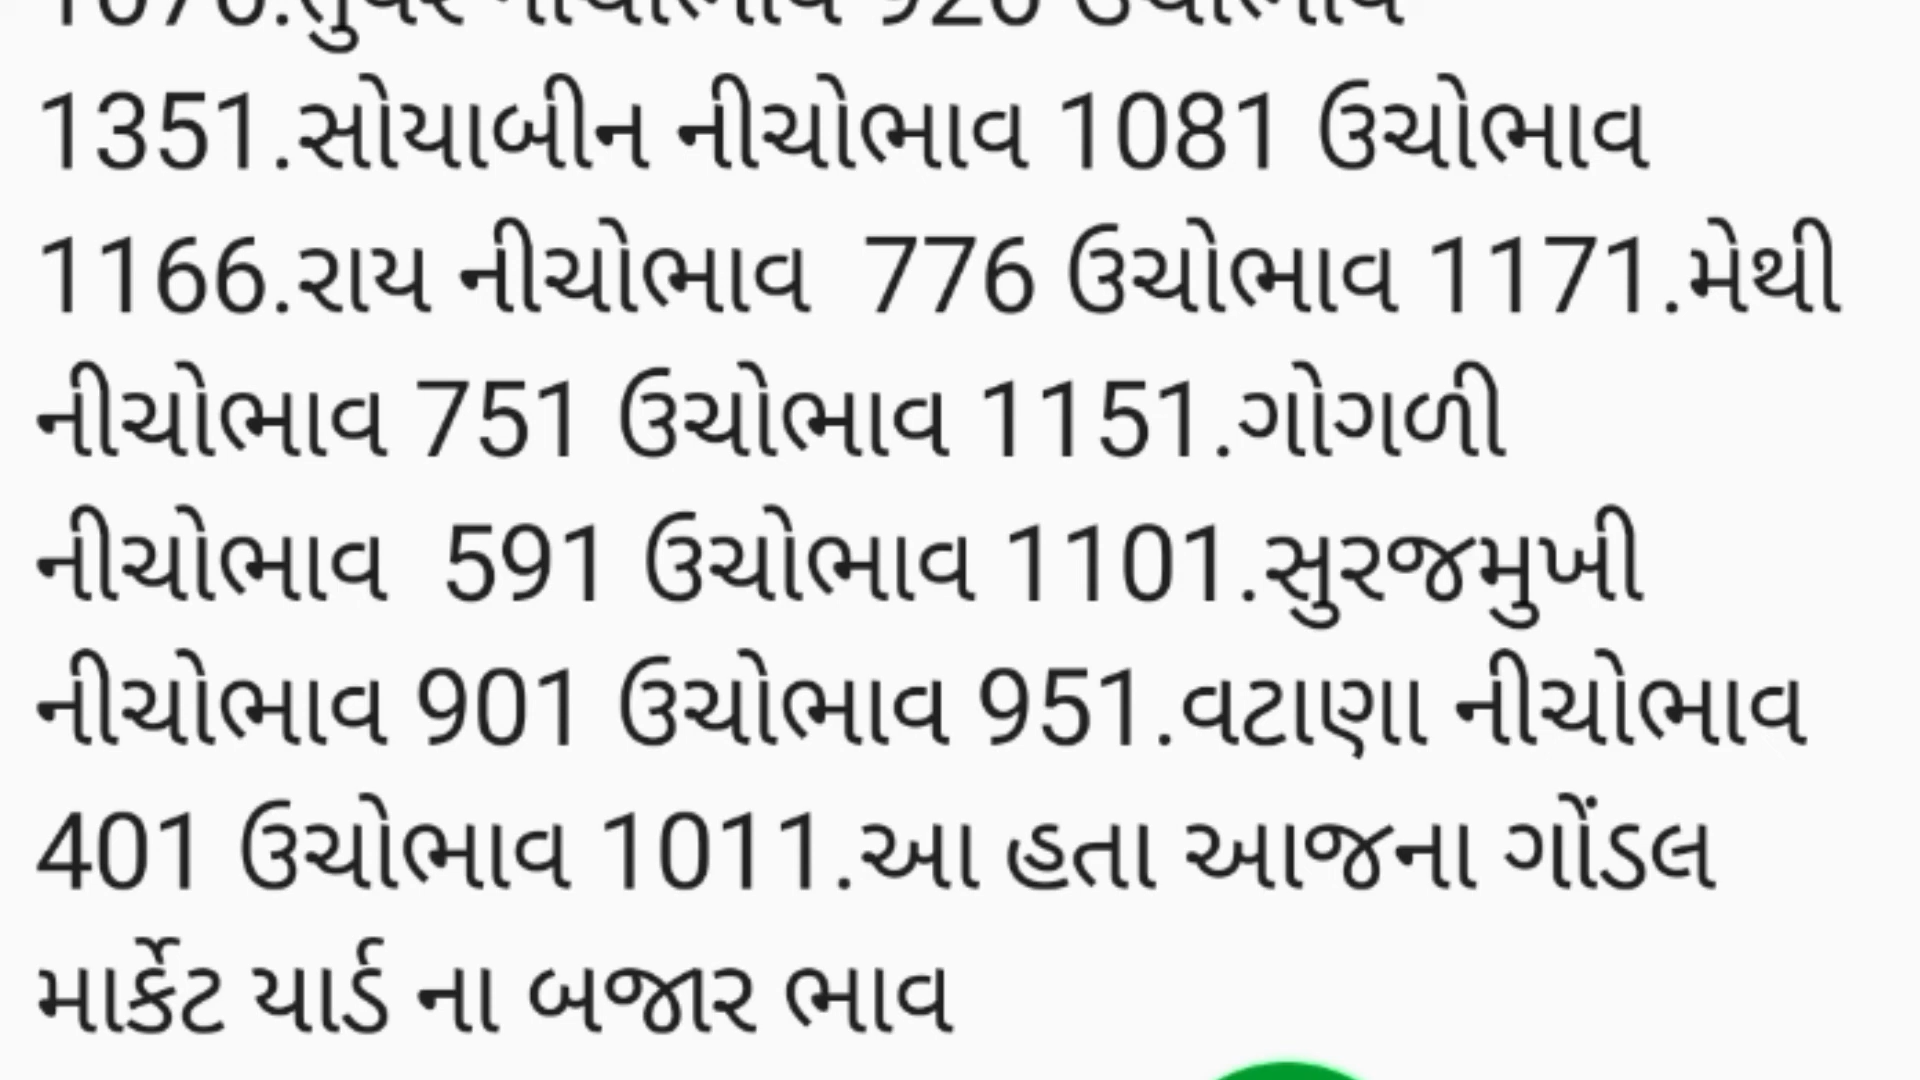 નીચોભાવ ઉચોભાવ
1351.સોયાબીન નીચોભાવ 1081 ઉચોભાવ
1166.રાય નીચોભાવ  776 ઉચોભાવ 1171.મેથી
નીચોભાવ 751 ઉચોભાવ 1151.ગોગળી
નીચોભાવ  591 ઉચોભાવ 1101.સુરજમુખી
નીચોભાવ 901 ઉચોભાવ 951.વટાણા નીચોભાવ
401 ઉચોભાવ 1011.આ હતા આજના ગોંડલ
માર્કેટ યાર્ડ ના બજાર ભાવ